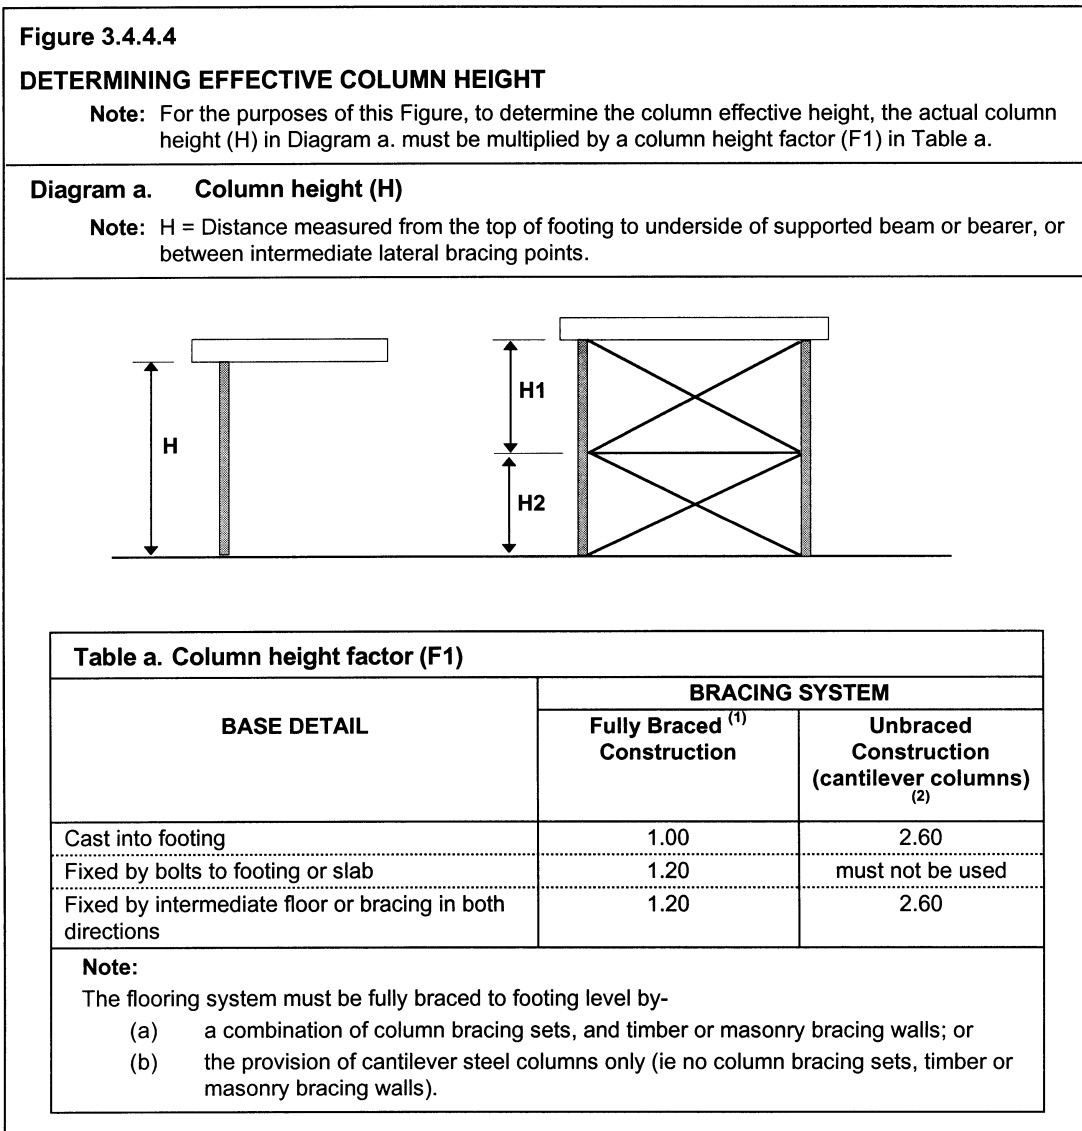 Figure 3.4.4.4
DETERMINING EFFECTIVE COLUMN HEIGHT
Note: For the purposes of this Figure, to determine the column effective height, the actual column
height (H) in Diagram a. must be multiplied by a column height factor (F1) in Table a.
Diagram a. Column height (H)
Note: H = Distance measured from the top of footing to underside of supported beam or bearer, or
between intermediate lateral bracing points.
H1
H
H2
Table a. Column height factor (F1)
BRACING SYSTEM
BASE DETAIL
Fully Braced (1)
Construction
Unbraced
Construction
(cantilever columns)
(2)
Cast into footing 1.00 2.60
Fixed by bolts to footing or slab 1.20 must not be used
Fixed by intermediate floor or bracing in both 1.20 2.60
directions
Note:
The flooring system must be fully braced to footing level by-
(a) a combination of column bracing sets, and timber or masonry bracing walls; or
(b) the provision of cantilever steel columns only (ie no column bracing sets, timber or
masonry bracing walls).